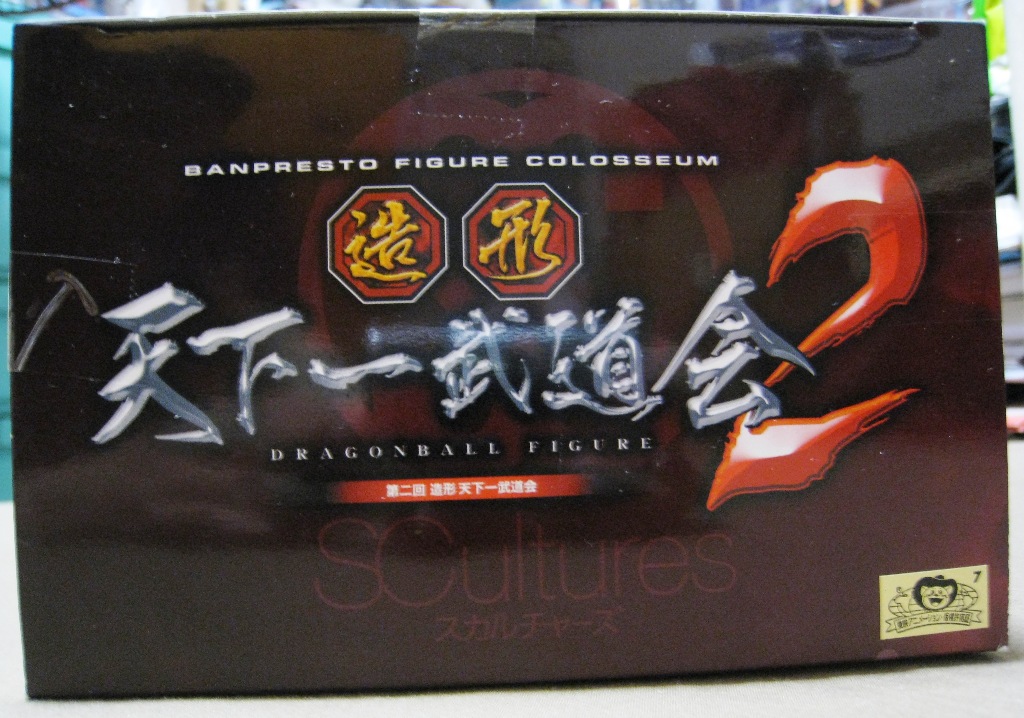 BANPRESTO FIGURE COLOSSEUM
造形
天下一武道会2
DRAGONBALL FIGURE
第二回 造形 天下一武道会
SCultures
スカルチャーズ
7